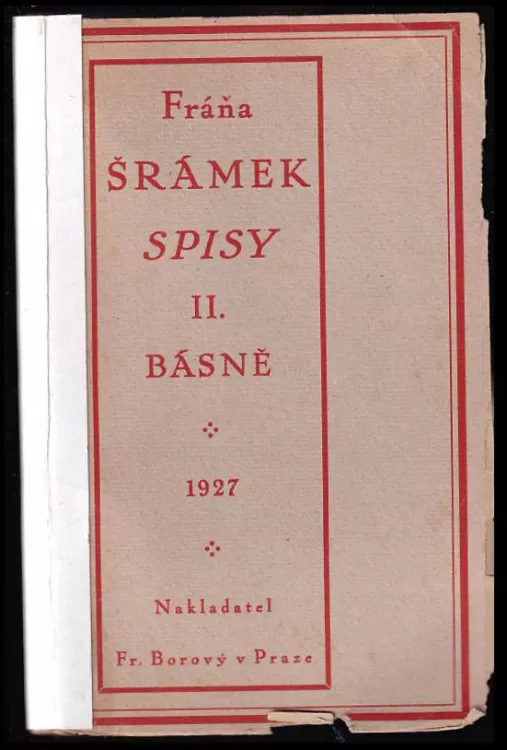 Fráňa
ŠRÁMEK
SPISY
II.
BÁSNĚ
1927
Nakladatel
Fr. Borový v Praze